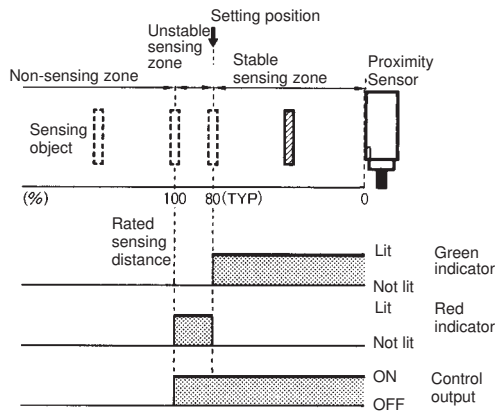 Setting position
Unstable
sensing
zone
Stable
sensing zone
Proximity
Sensor
Non-sensing zone
Sensing
object
(%) 100 80(TYP) 0
Rated
sensing
distance
Lit
Green
indicator
Not lit
Lit
Red
indicator
Not lit
ON
Control
output
OFF